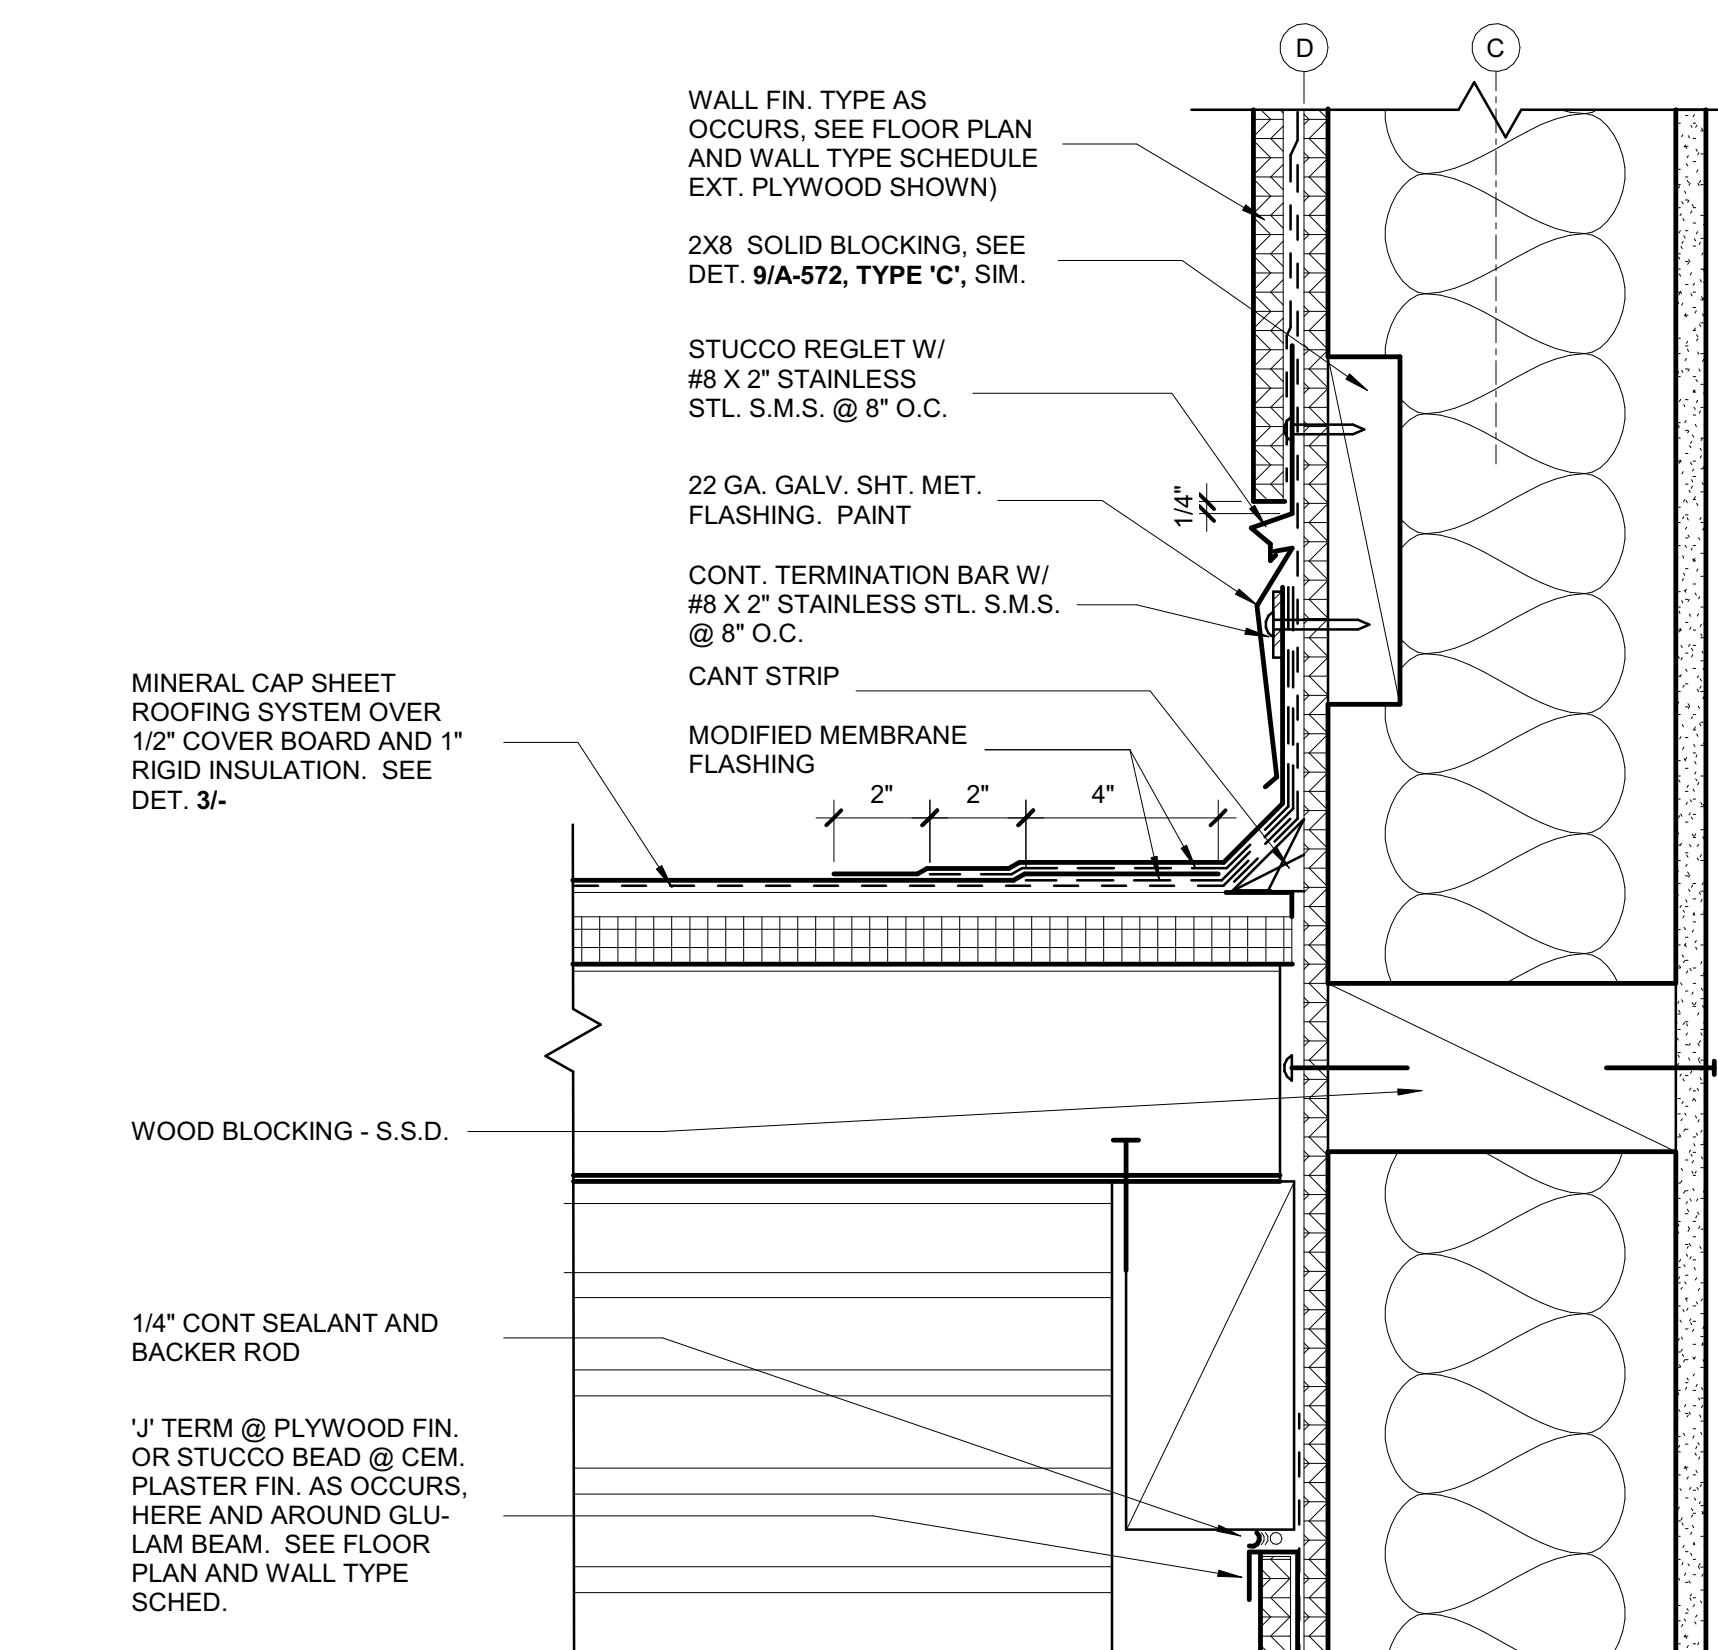 D
C
WALL FIN. TYPE AS
OCCURS, SEE FLOOR PLAN
AND WALL TYPE SCHEDULE
EXT. PLYWOOD SHOWN)
2X8 SOLID BLOCKING, SEE
DET. 9/A-572, TYPE 'C', SIM.
STUCCO REGLET W/
#8 X 2" STAINLESS
STL. S.M.S. @ 8" O.C.
22 GA. GALV. SHT. MET.
FLASHING. PAINT
1/4"
CONT. TERMINATION BAR W/
#8 X 2" STAINLESS STL. S.M.S.
@ 8" O.C.
CANT STRIP
MODIFIED MEMBRANE
FLASHING
2"
2"
4"
MINERAL CAP SHEET
ROOFING SYSTEM OVER
1/2" COVER BOARD AND 1"
RIGID INSULATION. SEE
DET. 3/-
WOOD BLOCKING - S.S.D.
1/4" CONT SEALANT AND
BACKER ROD
'J' TERM @ PLYWOOD FIN.
OR STUCCO BEAD @ CEM.
PLASTER FIN. AS OCCURS,
HERE AND AROUND GLU-
LAM BEAM. SEE FLOOR
PLAN AND WALL TYPE
SCHED.